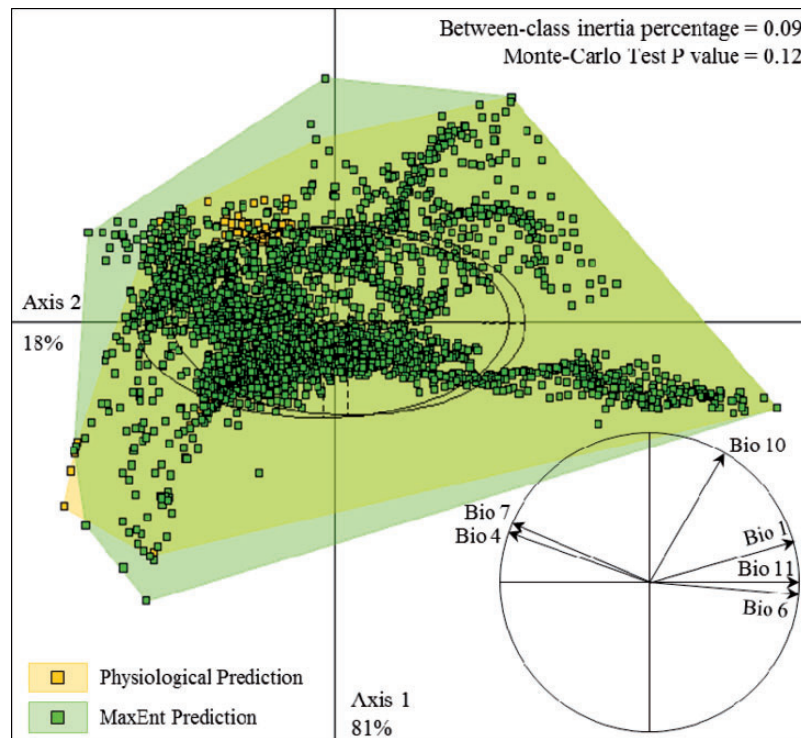 Between-class inertia percentage = 0.09
Monte-Carlo Test P value = 0.12
Axis 2
18%
Bio 10
Bio 7
Bio 4
Bio 1
Bio 11
Bio 6
Physiological Prediction
MaxEnt Prediction
Axis 1
81%